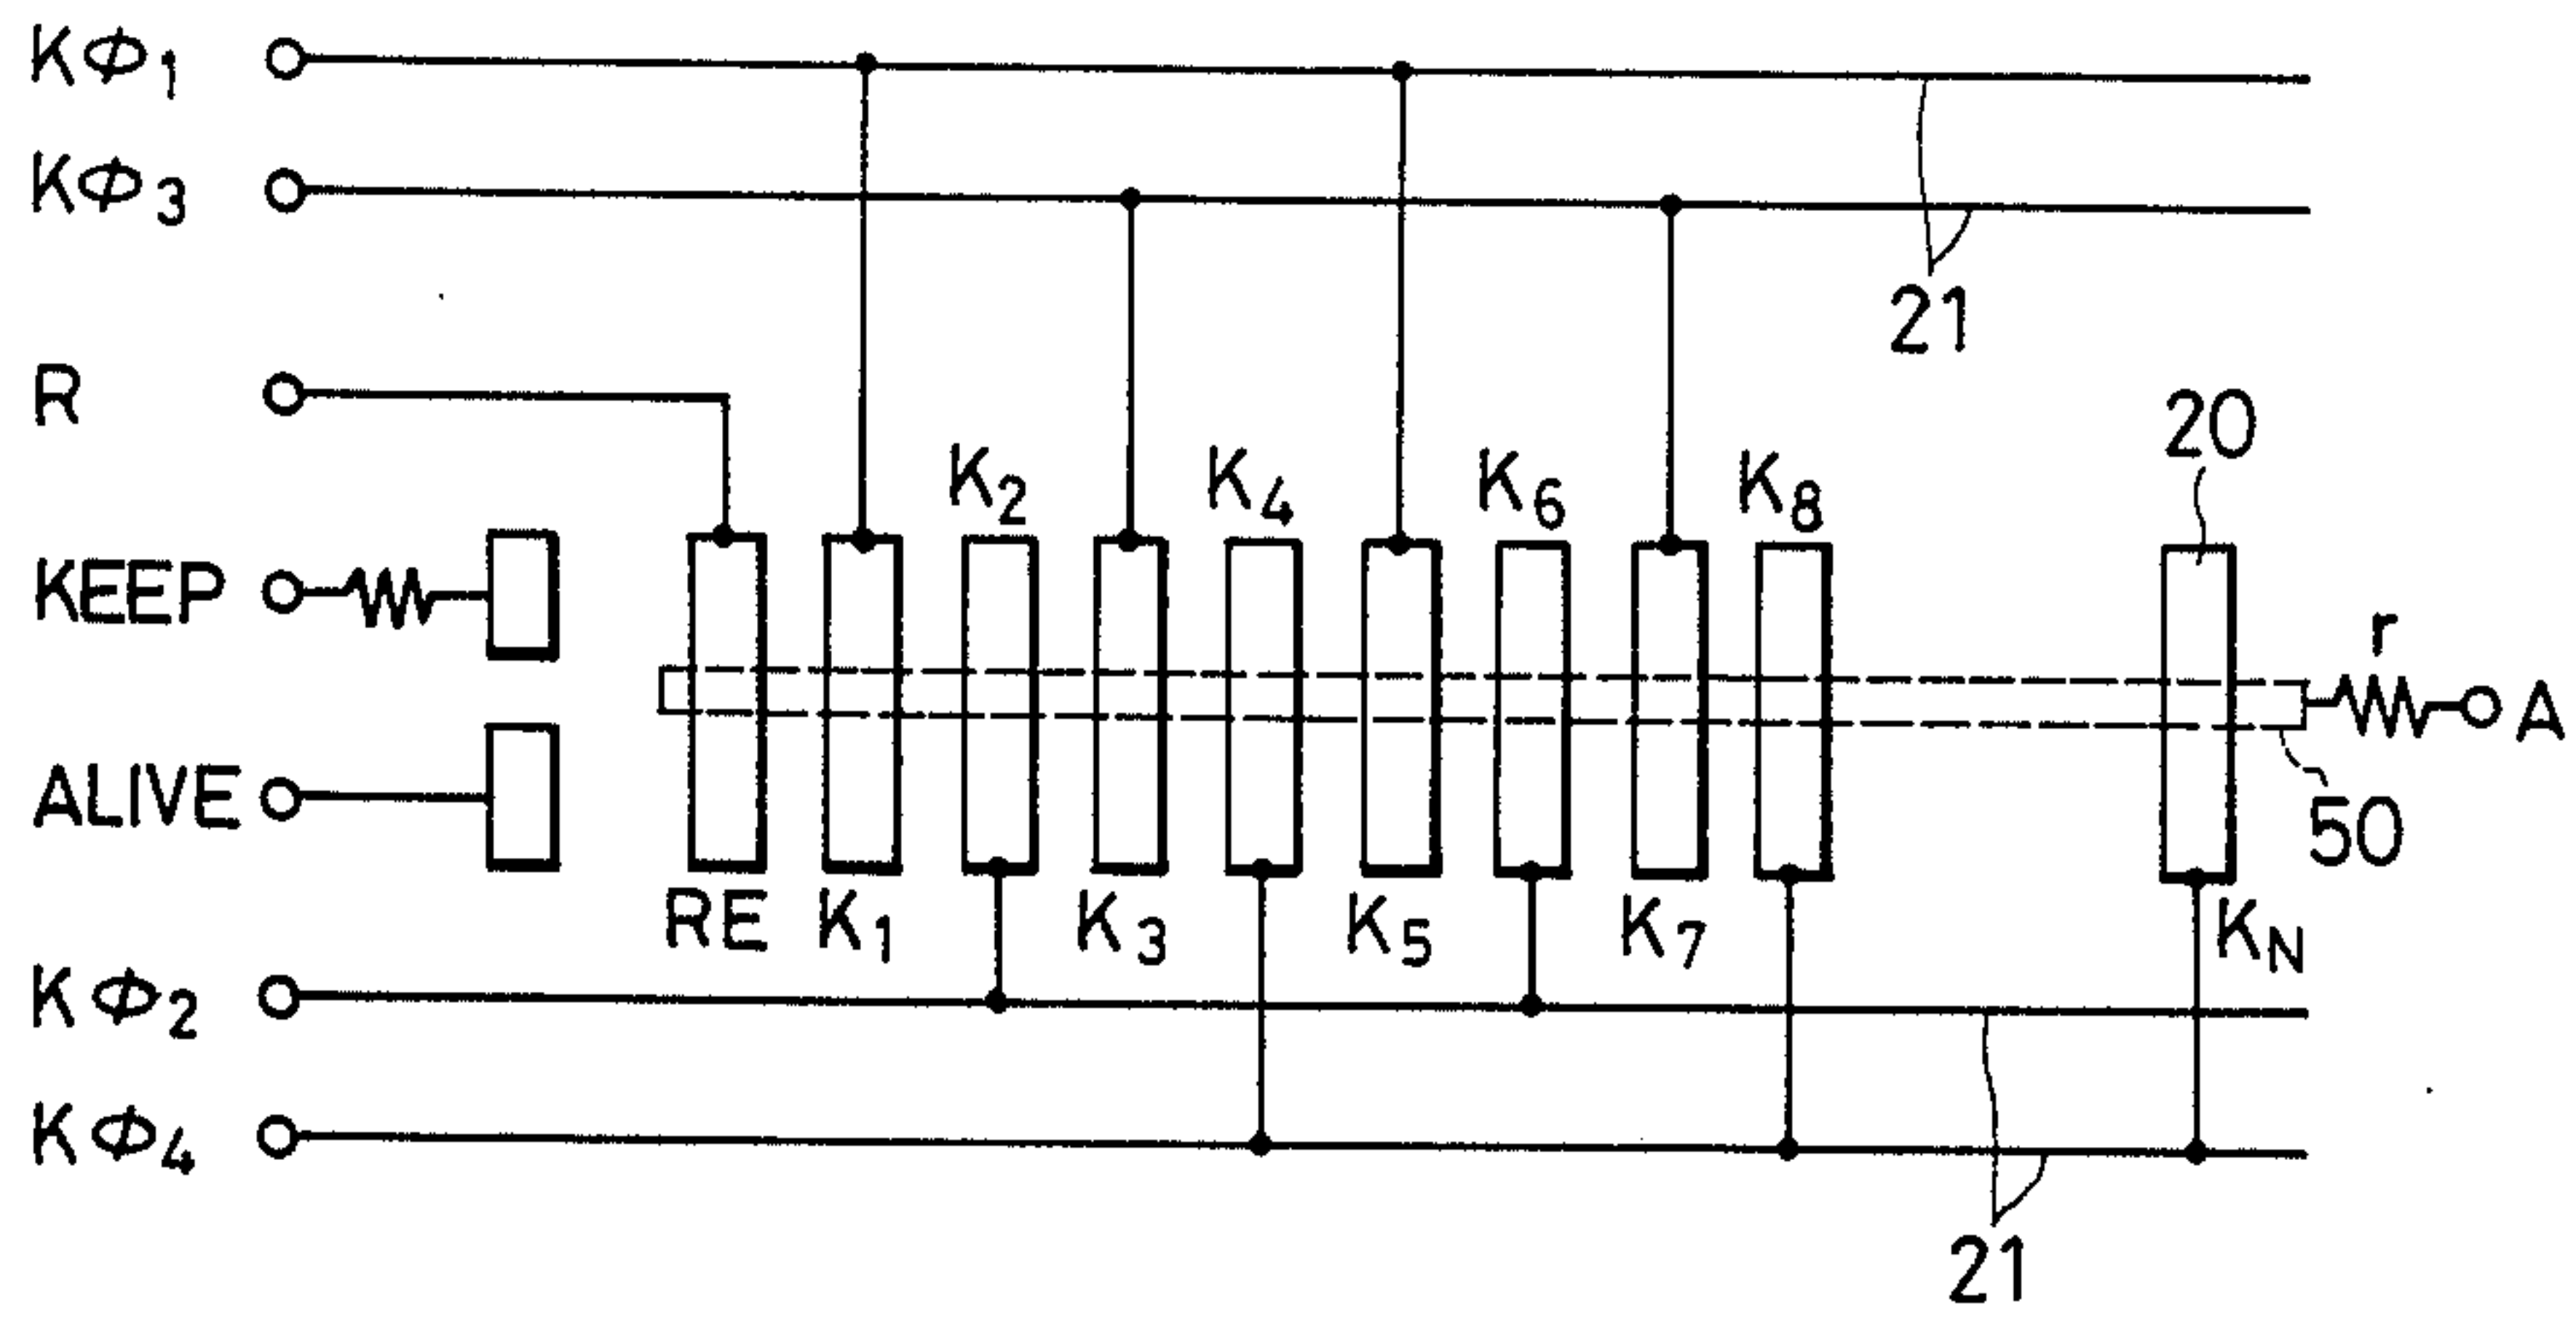 Kϕ1
Kϕ3
21
R
20
K2 K4 K6 K8
KEEP
r
A
ALIVE
50
RE K1 K3 K5 K7 KN
Kϕ2
Kϕ4
21